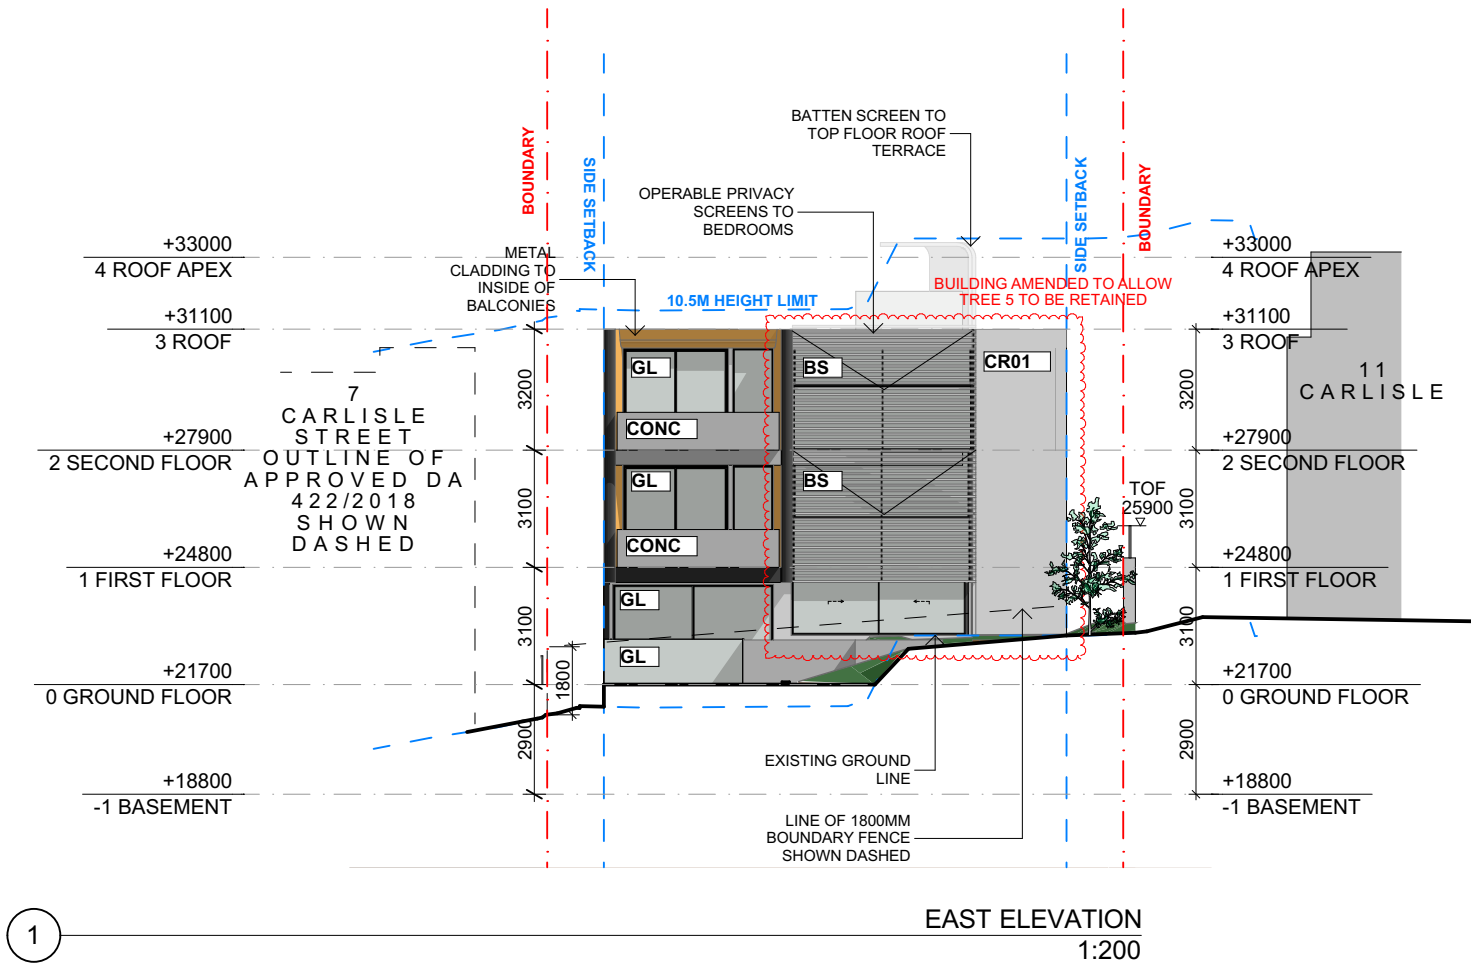 BATTEN SCREEN TO
TOP FLOOR ROOF
TERRACE
OPERABLE PRIVACY
SCREENS TO
BEDROOMS
BOUNDARY
SIDE SETBACK
SIDE SETBACK
BOUNDARY
METAL
CLADDING TO
INSIDE OF
BALCONIES
10.5M HEIGHT LIMIT
BUILDING AMENDED TO ALLOW
TREE 5 TO BE RETAINED
+33000
4 ROOF APEX
+31100
3 ROOF
+27900
2 SECOND FLOOR
+24800
1 FIRST FLOOR
+21700
0 GROUND FLOOR
+18800
-1 BASEMENT
7
CARLISLE
STREET
OUTLINE OF
APPROVED DA
422/2018
SHOWN
DASHED
3200
3100
3100
2900
1800
GL
CONC
GL
CONC
GL
GL
BS
BS
CR01
TOF
25900
3200
3100
3100
2900
+33000
4 ROOF APEX
+31100
3 ROOF
+27900
2 SECOND FLOOR
+24800
1 FIRST FLOOR
+21700
0 GROUND FLOOR
+18800
-1 BASEMENT
11
CARLISLE
EXISTING GROUND
LINE
LINE OF 1800MM
BOUNDARY FENCE
SHOWN DASHED
1
EAST ELEVATION
1:200